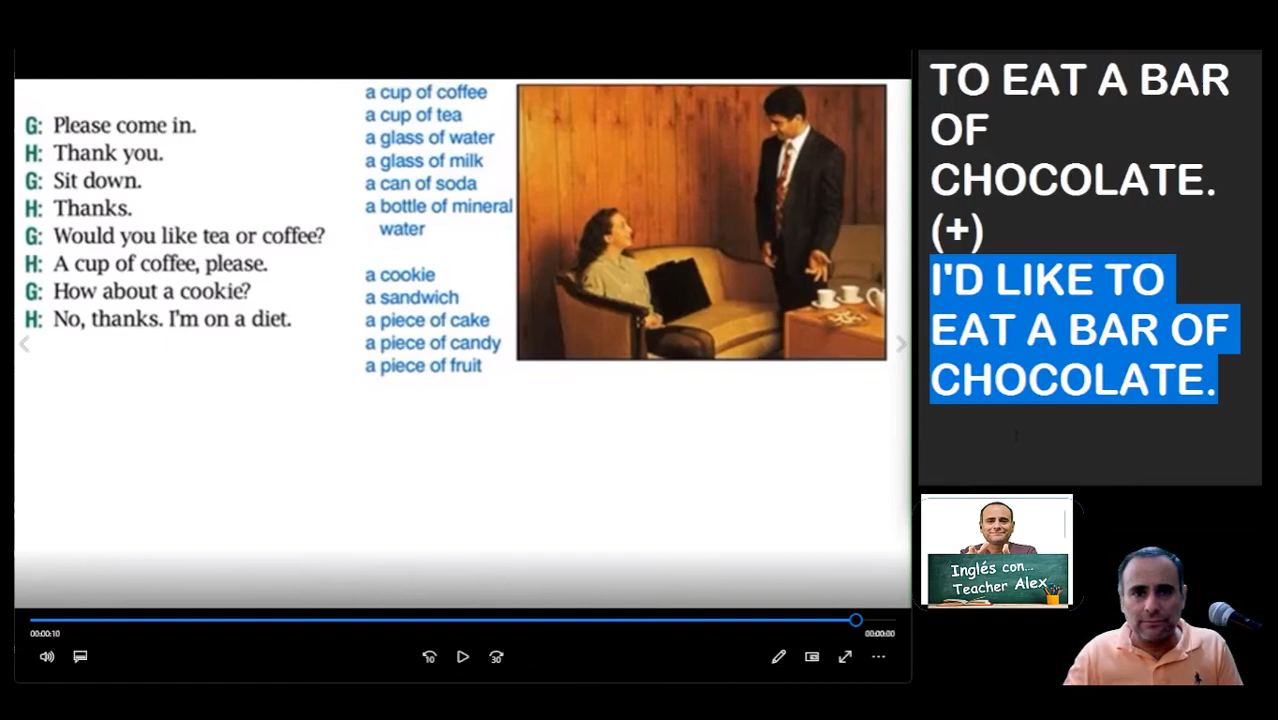 G: Please come in.
H: Thank you.
G: Sit down.
H: Thanks.
G: Would you like tea or coffee?
H: A cup of coffee, please.
G: How about a cookie?
H: No, thanks. I'm on a diet.
a cup of coffee
a cup of tea
a glass of water
a glass of milk
a can of soda
a bottle of mineral
water
a cookie
a sandwich
a piece of cake
a piece of candy
a piece of fruit
TO EAT A BAR
OF
CHOCOLATE.
(+)
I'D LIKE TO
EAT A BAR OF
CHOCOLATE.
Inglés con...
Teacher Alex
00:00:10
00:00:00
10
30